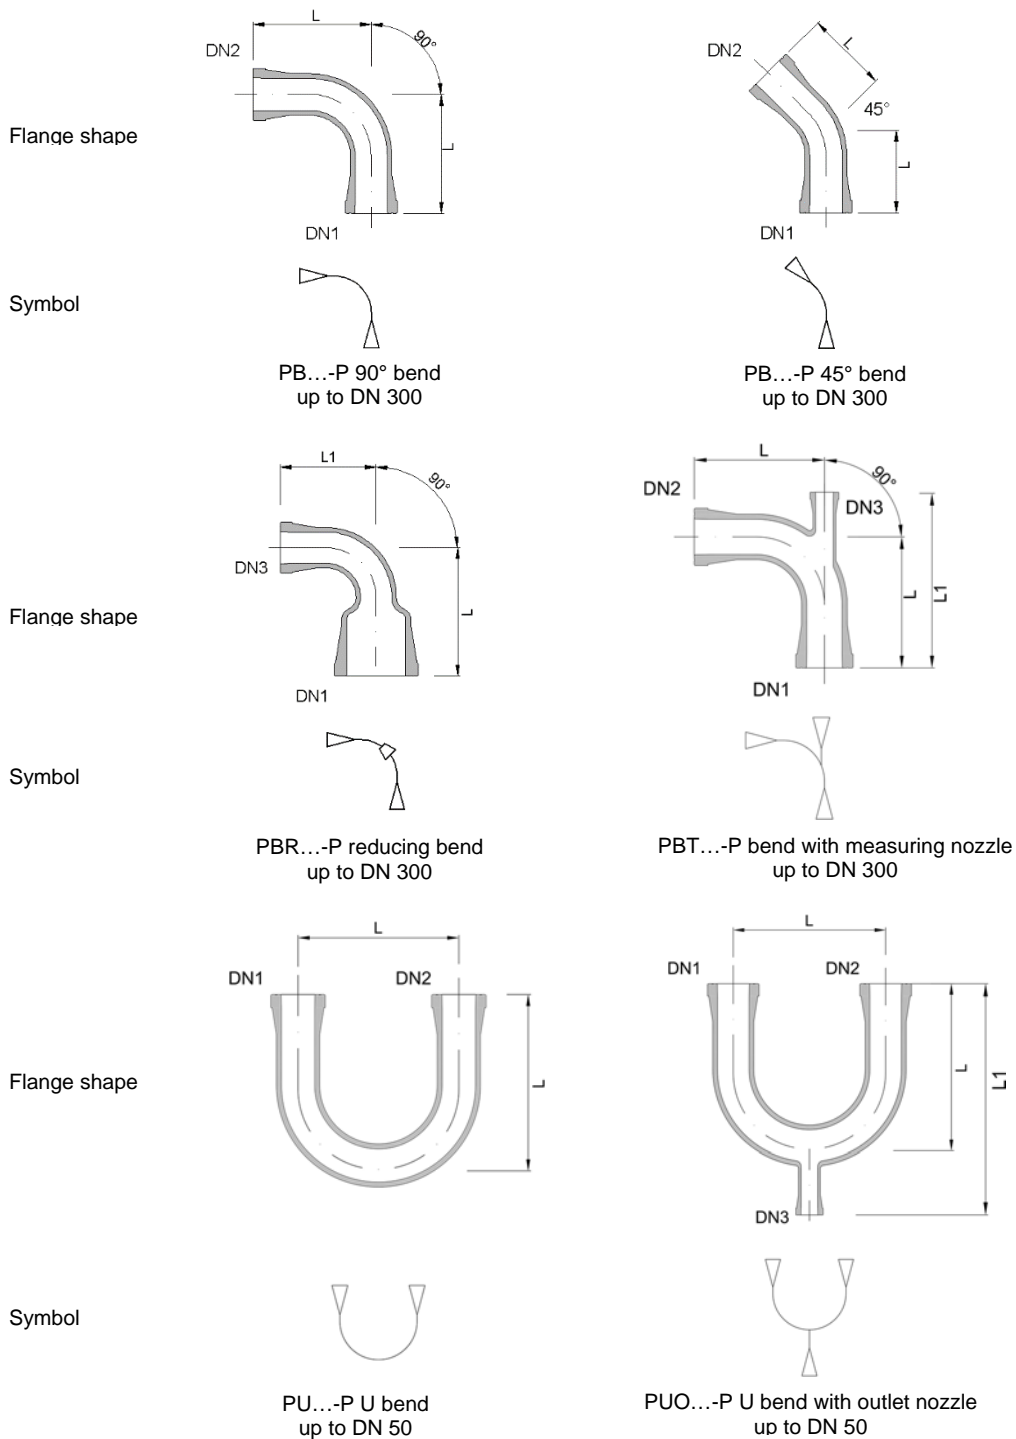 L
90°
DN2
L
DN1
L
DN2
45°
L
DN1
Flange shape
Symbol
PB...-P 90° bend
up to DN 300
PB...-P 45° bend
up to DN 300
L1
90°
DN3
L
DN1
L
90°
DN2
DN3
L
L1
DN1
Flange shape
Symbol
PBR...-P reducing bend
up to DN 300
PBT...-P bend with measuring nozzle
up to DN 300
L
DN1
DN2
L
L
DN1
DN2
L
L1
DN3
Flange shape
Symbol
PU...-P U bend
up to DN 50
PUO...-P U bend with outlet nozzle
up to DN 50